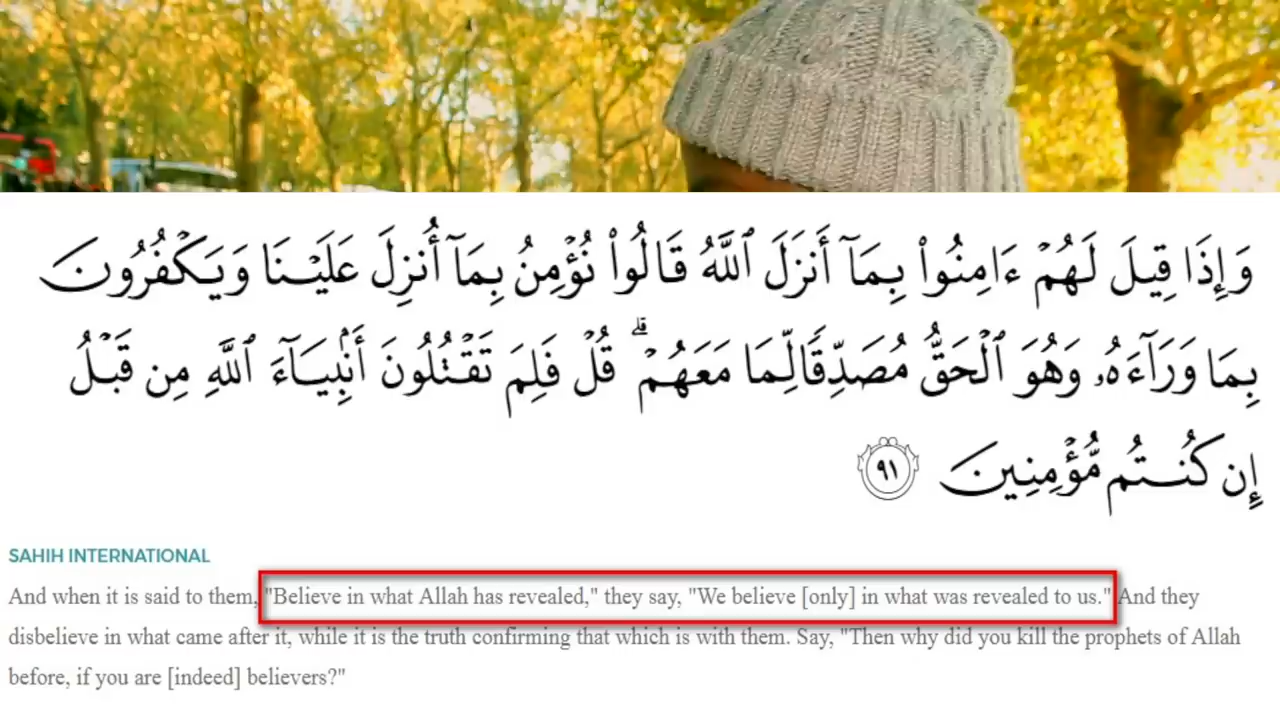 وَإِذَا قِيلَ لَهُمْ ءَامِنُوا۟ بِمَآ أَنزَلَ ٱللَّهُ قَالُوا۟ نُؤْمِنُ بِمَآ أُنزِلَ عَلَيْنَا وَيَكْفُرُونَ
بِمَا وَرَآءَهُۥ وَهُوَ ٱلْحَقُّ مُصَدِّقًا لِّمَا مَعَهُمْ ۗ قُلْ فَلِمَ تَقْتُلُونَ أَنۢبِيَآءَ ٱللَّهِ مِن قَبْلُ
إِن كُنتُم مُّؤْمِنِينَ ٩١
SAHIH INTERNATIONAL
And when it is said to them, "Believe in what Allah has revealed," they say, "We believe [only] in what was revealed to us." And they
disbelieve in what came after it, while it is the truth confirming that which is with them. Say, "Then why did you kill the prophets of Allah
before, if you are [indeed] believers?"